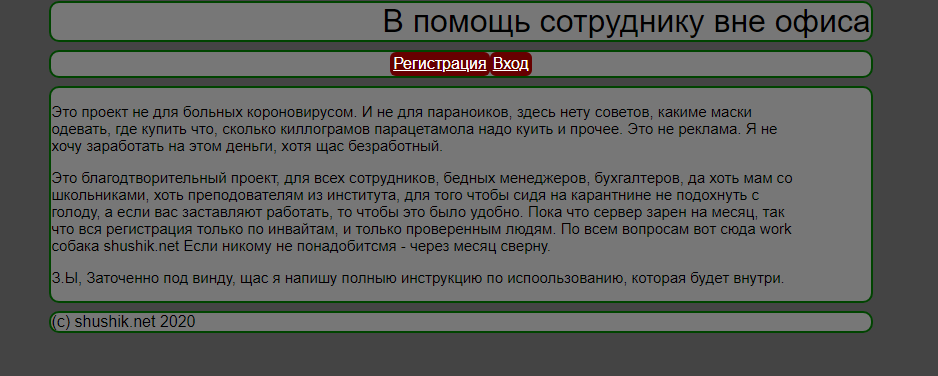 В помощь сотруднику вне офиса
Регистрация Вход
Это проект не для больных короновирусом. И не для параноиков, здесь нету советов, какиме маски
одевать, где купить что, сколько киллограмов парацетамола надо куить и прочее. Это не реклама. Я не
хочу заработать на этом деньги, хотя щас безработный.
Это благодтворительный проект, для всех сотрудников, бедных менеджеров, бухгалтеров, да хоть мам со
школьниками, хоть преподователям из института, для того чтобы сидя на карантнине не подохнуть с
голоду, а если вас заставляют работать, то чтобы это было удобно. Пока что сервер зарен на месяц, так
что вся регистрация только по инвайтам, и только проверенным людям. По всем вопросам вот сюда work
собака shushik.net Если никому не понадобитсмя - через месяц сверну.
З.Ы, Заточенно под винду, щас я напишу полныю инструкцию по испоользованию, которая будет внутри.
(c) shushik.net 2020